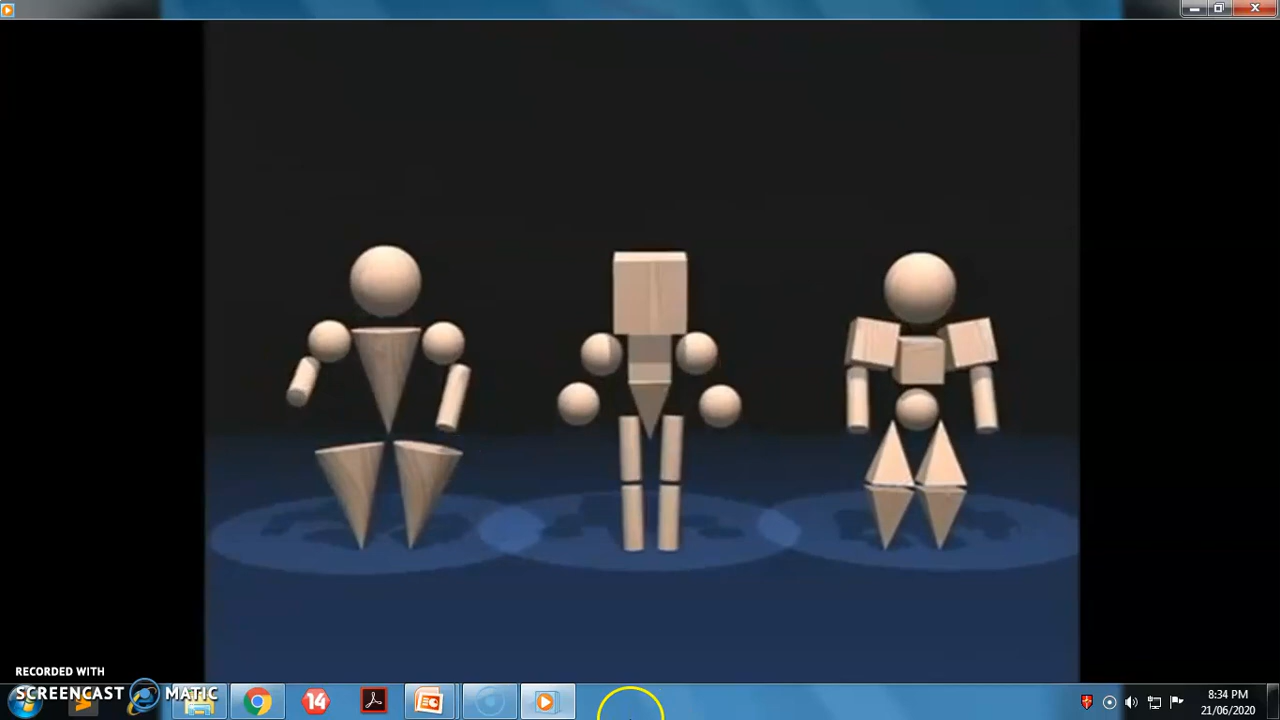 RECORDED WITH
SCREENCAST MATIC
14
8:34 PM
21/06/2020